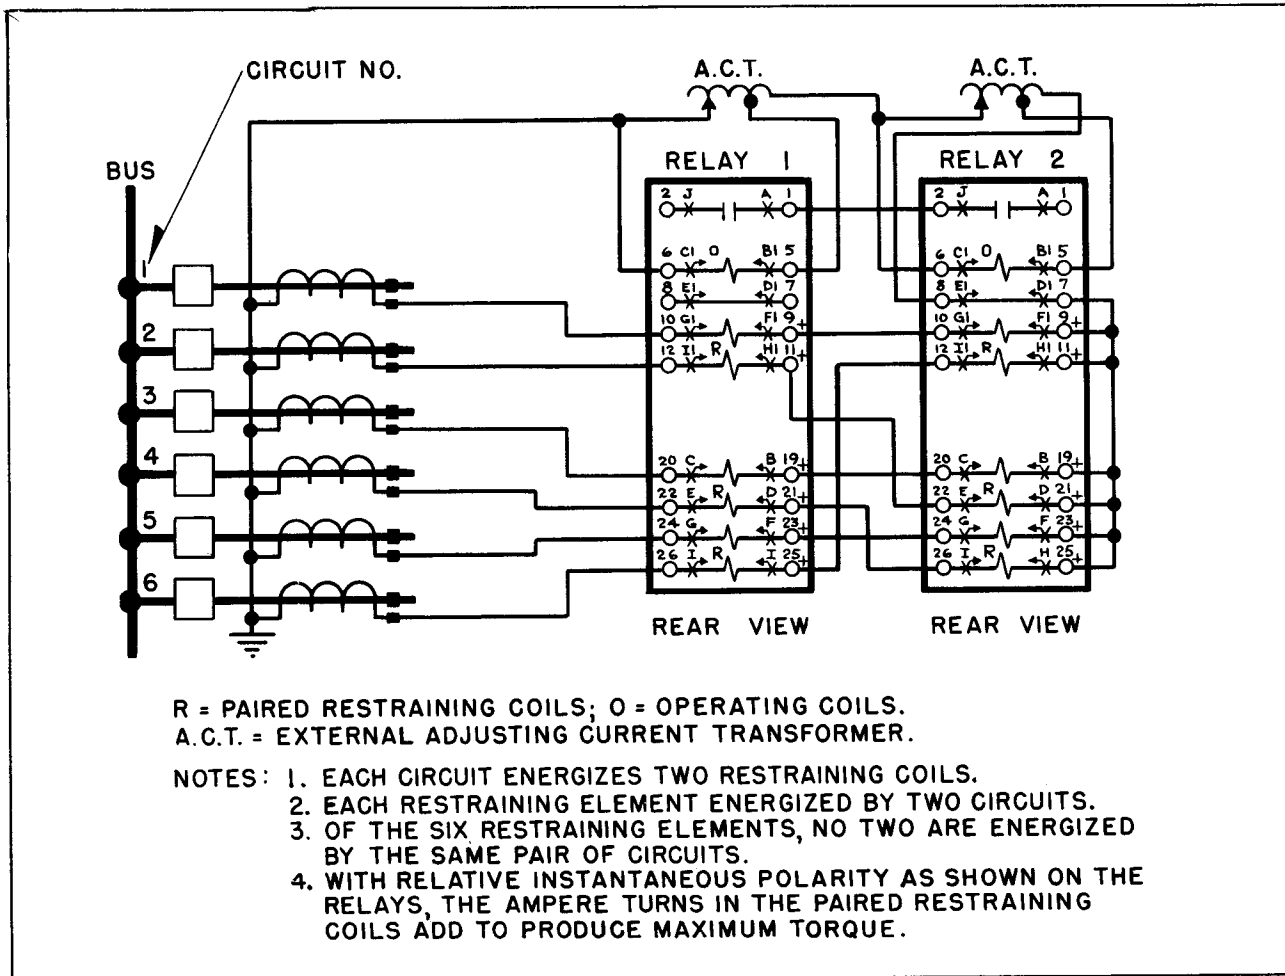 CIRCUIT NO.
A.C.T.
A.C.T.
BUS
RELAY 1
RELAY 2
2 J A 1
2 J A 1
1
6 C1 O B1 5
6 C1 O B1 5
8 E1 D1 7
8 E1 D1 7
2
10 G1 F1 9 +
10 G1 F1 9 +
12 I1 R H1 11 +
12 I1 R H1 11 +
3
4
20 C B 19 +
20 C B 19 +
22 E R D 21 +
22 E R D 21 +
5
24 G F 23 +
24 G F 23 +
26 I R I 25 +
26 I R H 25 +
6
REAR VIEW
REAR VIEW
R = PAIRED RESTRAINING COILS; O = OPERATING COILS.
A.C.T. = EXTERNAL ADJUSTING CURRENT TRANSFORMER.
NOTES: 1. EACH CIRCUIT ENERGIZES TWO RESTRAINING COILS.
2. EACH RESTRAINING ELEMENT ENERGIZED BY TWO CIRCUITS.
3. OF THE SIX RESTRAINING ELEMENTS, NO TWO ARE ENERGIZED
BY THE SAME PAIR OF CIRCUITS.
4. WITH RELATIVE INSTANTANEOUS POLARITY AS SHOWN ON THE
RELAYS, THE AMPERE TURNS IN THE PAIRED RESTRAINING
COILS ADD TO PRODUCE MAXIMUM TORQUE.